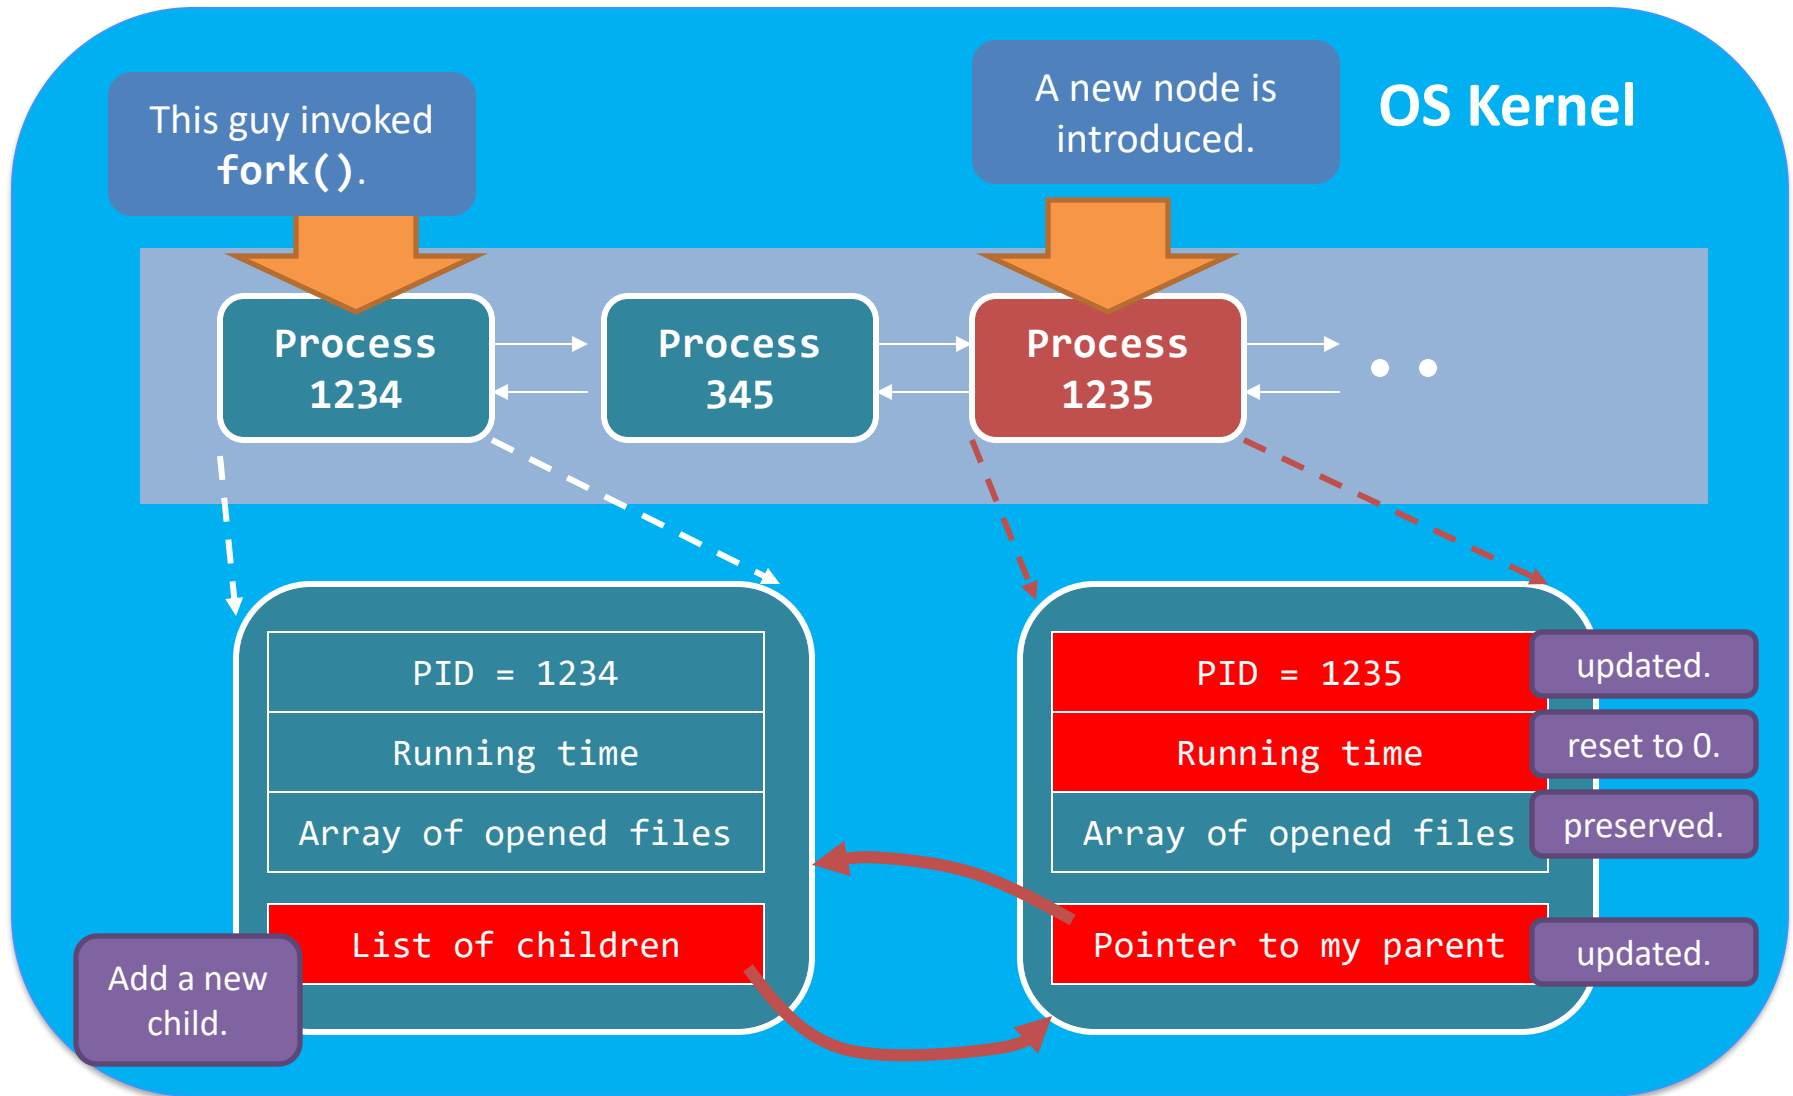 This guy invoked
fork().
A new node is
introduced.
OS Kernel
Process
1234
Process
345
Process
1235
PID = 1234
Running time
Array of opened files
List of children
Add a new
child.
PID = 1235
updated.
Running time
reset to 0.
Array of opened files
preserved.
Pointer to my parent
updated.